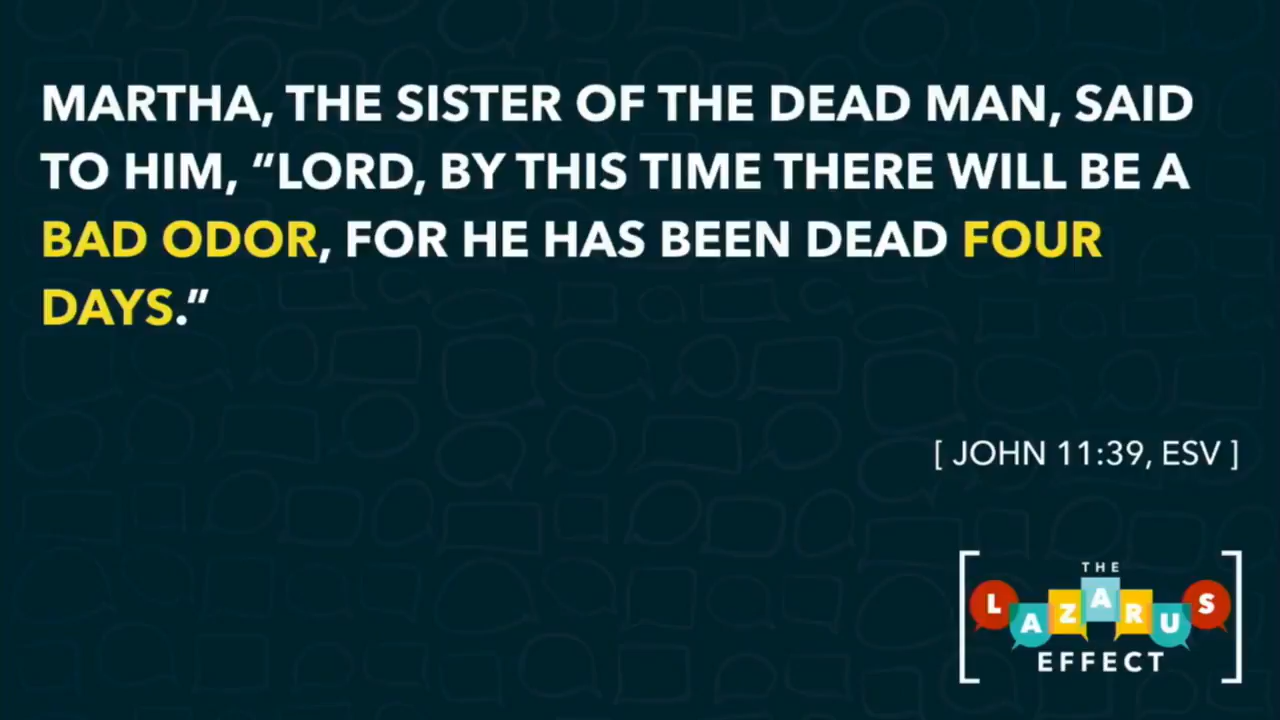 MARTHA, THE SISTER OF THE DEAD MAN, SAID
TO HIM, “LORD, BY THIS TIME THERE WILL BE A
BAD ODOR, FOR HE HAS BEEN DEAD FOUR
DAYS.”
[ JOHN 11:39, ESV ]
THE
LAZARUS
EFFECT